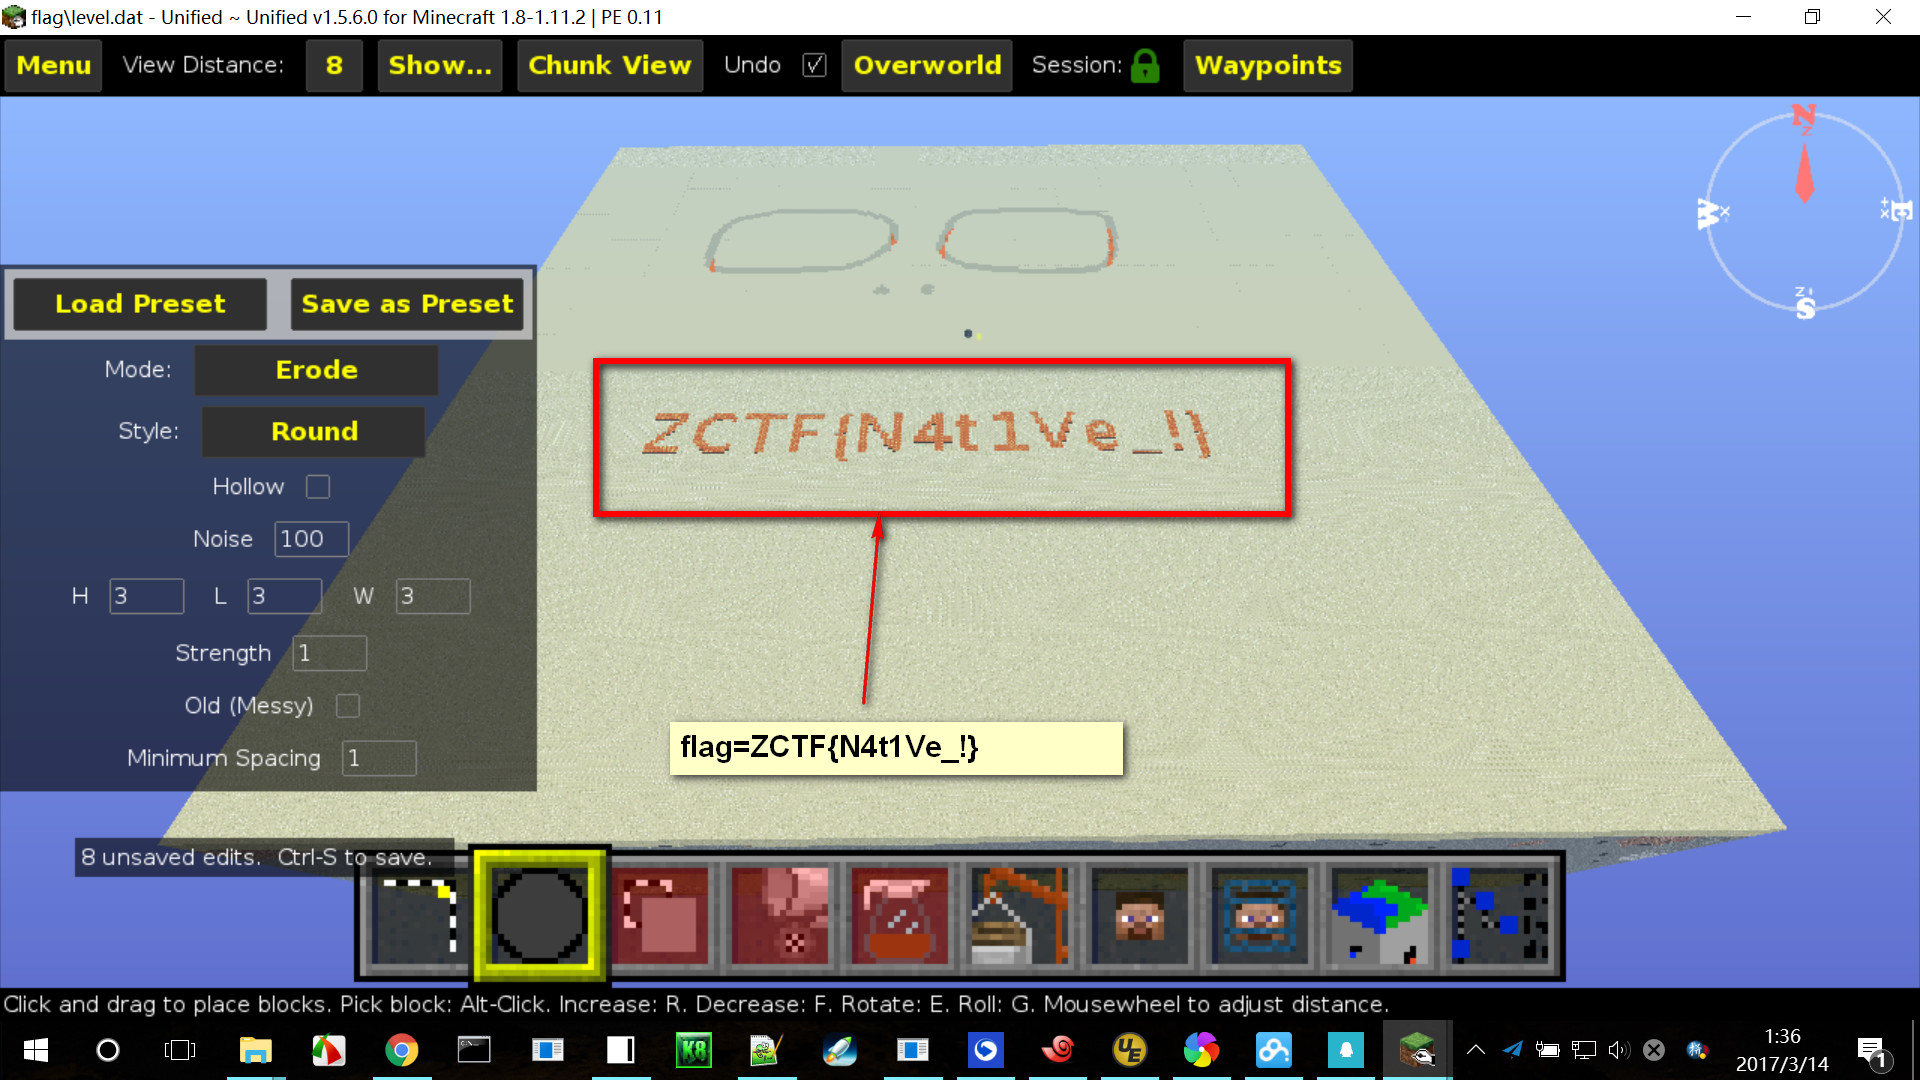 flag\level.dat - Unified ~ Unified v1.5.6.0 for Minecraft 1.8-1.11.2 | PE 0.11
Menu View Distance: 8 Show... Chunk View Undo Overworld Session: Waypoints
N
Z
W X
+X E
Z+
S
Load Preset Save as Preset
Mode: Erode
Style: Round
Hollow
Noise 100
H 3 L 3 W 3
Strength 1
Old (Messy)
Minimum Spacing 1
ZCTF{N4t1Ve_!}
flag=ZCTF{N4t1Ve_!}
8 unsaved edits. Ctrl-S to save.
Click and drag to place blocks. Pick block: Alt-Click. Increase: R. Decrease: F. Rotate: E. Roll: G. Mousewheel to adjust distance.
K8
UE
1:36
2017/3/14
1